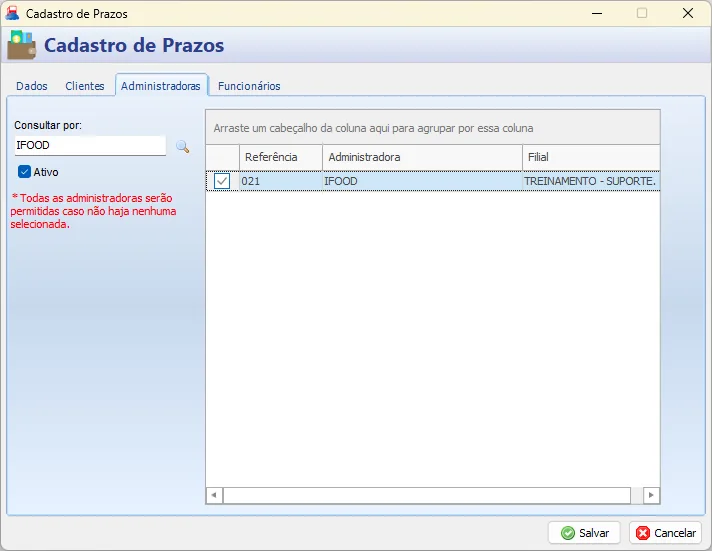 Cadastro de Prazos
Cadastro de Prazos
Dados Clientes Administradoras Funcionários
Consultar por:
IFOOD
Ativo
* Todas as administradoras serão
permitidas caso não haja nenhuma
selecionada.
Arraste um cabeçalho da coluna aqui para agrupar por essa coluna
Referência Administradora Filial
021 IFOOD TREINAMENTO - SUPORTE.
Salvar Cancelar